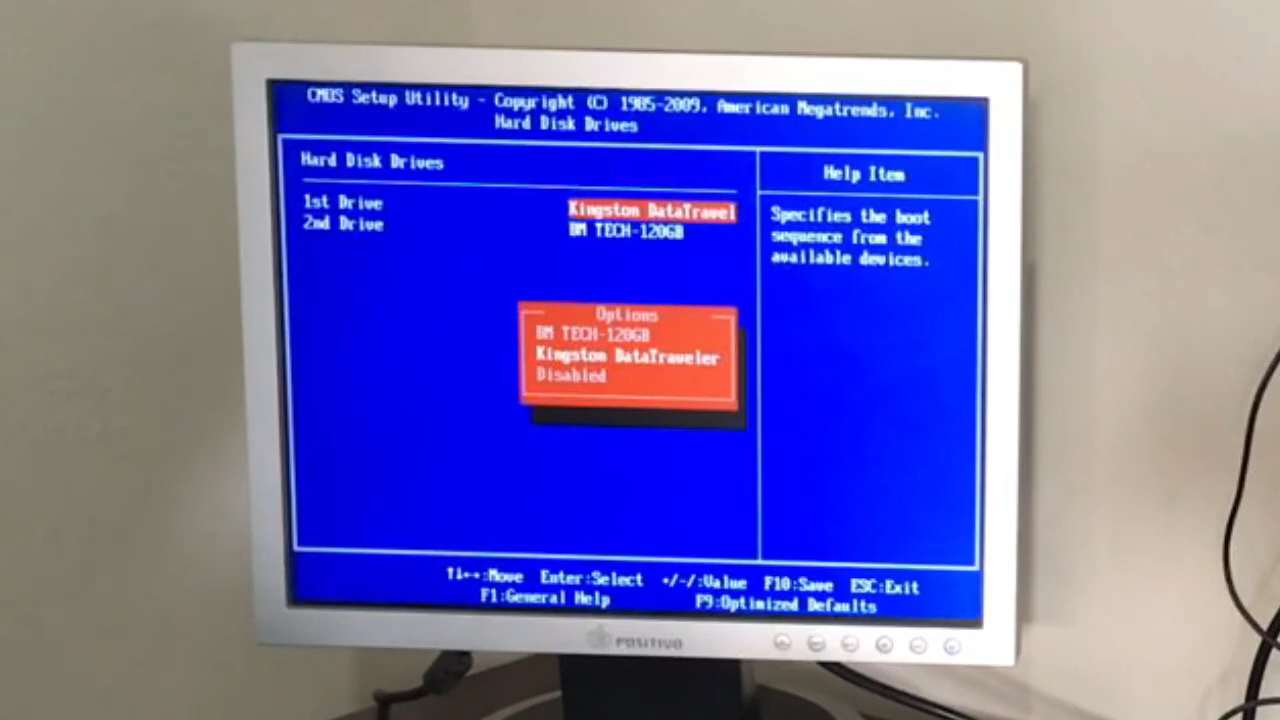 CMOS Setup Utility - Copyright (C) 1985-2009, American Megatrends, Inc.
Hard Disk Drives
Hard Disk Drives
Help Item
1st Drive Kingston DataTravel
2nd Drive BM TECH-120GB
Specifies the boot
sequence from the
available devices.
Options
BM TECH-120GB
Kingston DataTraveler
Disabled
↑↓←→:Move Enter:Select +/-/:Value F10:Save ESC:Exit
F1:General Help F9:Optimized Defaults
POSITIVO